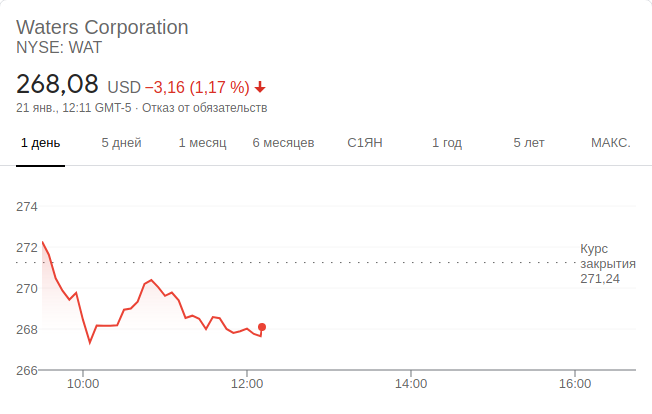 Waters Corporation
NYSE: WAT
268,08 USD −3,16 (1,17 %)
21 янв., 12:11 GMT-5 · Отказ от обязательств
1 день 5 дней 1 месяц 6 месяцев С1ЯН 1 год 5 лет МАКС.
274
272
270
268
266
Курс
закрытия
271,24
10:00 12:00 14:00 16:00